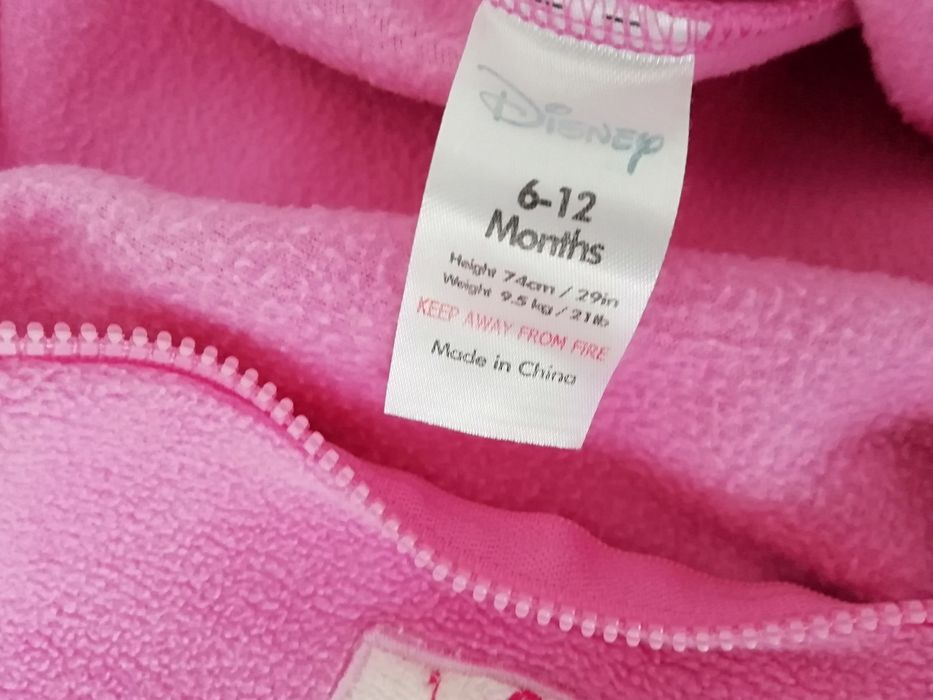 Disney
6-12
Months
Height 74cm / 29in
Weight 9.5 kg / 21lb
KEEP AWAY FROM FIRE
Made in China